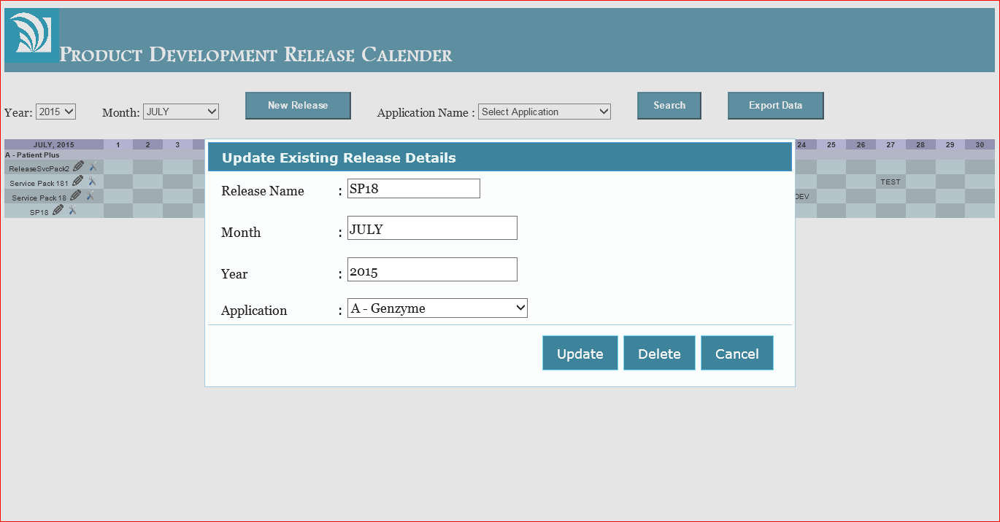 PRODUCT DEVELOPMENT RELEASE CALENDER
Year: 2015 Month: JULY New Release Application Name : Select Application Search Export Data
JULY, 2015 1 2 3 24 25 26 27 28 29 30
A - Patient Plus
ReleaseSvcPack2
Service Pack 181 TEST
Service Pack 18 DEV
SP18
Update Existing Release Details
Release Name : SP18
Month : JULY
Year : 2015
Application : A - Genzyme
Update Delete Cancel